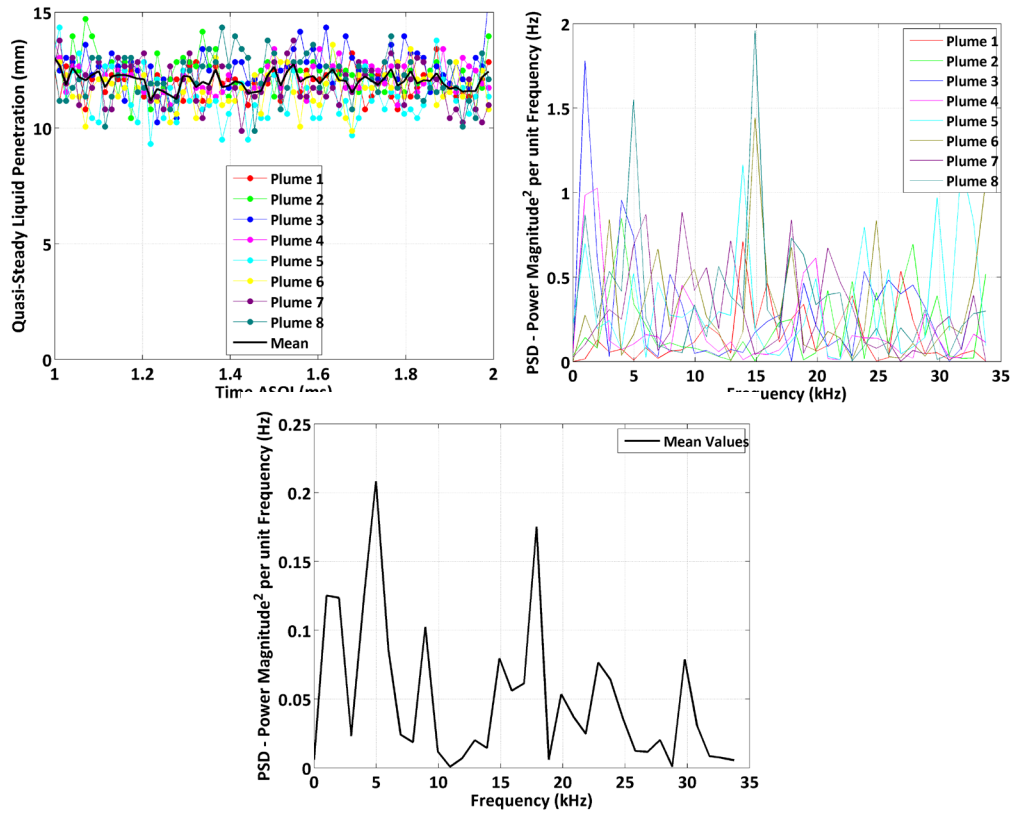 Quasi-Steady Liquid Penetration (mm)
15
10
5
0
1
1.2
1.4
1.6
1.8
2
Plume 1
Plume 2
Plume 3
Plume 4
Plume 5
Plume 6
Plume 7
Plume 8
Mean
Time ASOI (ms)
PSD - Power Magnitude2 per unit Frequency (Hz)
2
1.5
1
0.5
0
0
5
10
15
20
25
30
35
Plume 1
Plume 2
Plume 3
Plume 4
Plume 5
Plume 6
Plume 7
Plume 8
Frequency (kHz)
PSD - Power Magnitude2 per unit Frequency (Hz)
0.25
0.2
0.15
0.1
0.05
0
0
5
10
15
20
25
30
35
Mean Values
Frequency (kHz)